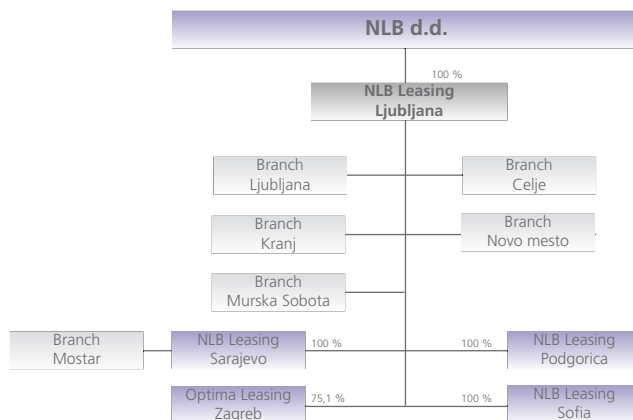 NLB d.d.
100 %
NLB Leasing
Ljubljana
Branch
Ljubljana
Branch
Celje
Branch
Kranj
Branch
Novo mesto
Branch
Murska Sobota
Branch
Mostar
NLB Leasing
Sarajevo
100 %
100 %
NLB Leasing
Podgorica
Optima Leasing
Zagreb
75,1 %
100 %
NLB Leasing
Sofia